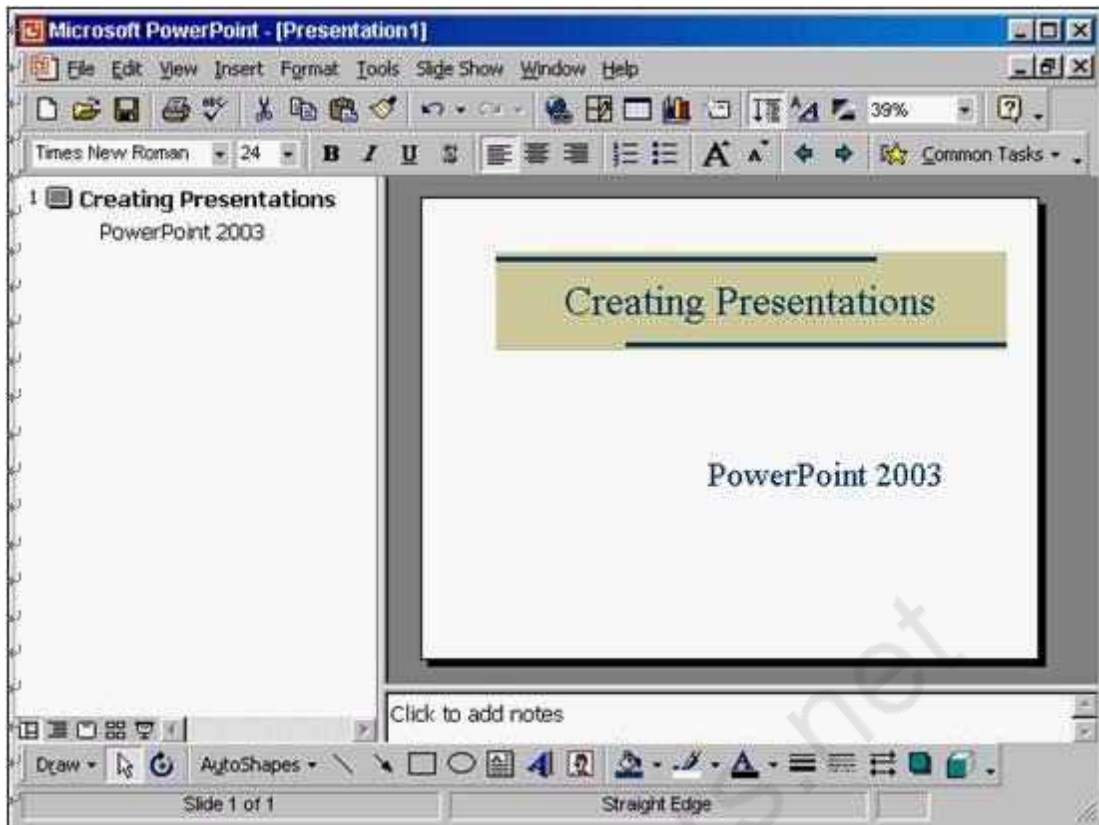 Microsoft PowerPoint - [Presentation1]
File Edit View Insert Format Tools Slide Show Window Help
ABC
A A 39%
Times New Roman 24 B I U S A A Common Tasks
1 Creating Presentations
PowerPoint 2003
Creating Presentations
PowerPoint 2003
Click to add notes
Draw AutoShapes A A
Slide 1 of 1 Straight Edge
s.net